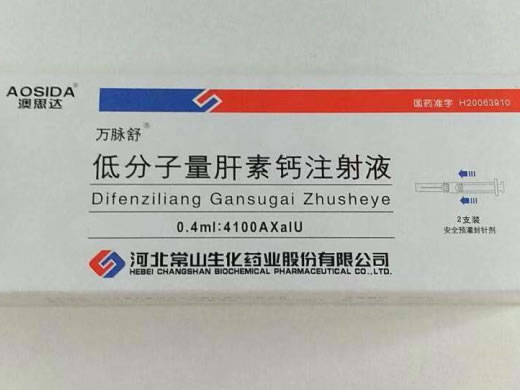 AOSIDA®
澳思达
国药准字 H20063910
万脉舒®
低分子量肝素钙注射液
Difenziliang Gansugai Zhusheye
0.4ml:4100AXaIU
2支装
安全预灌封针剂
河北常山生化药业股份有限公司
HEBEI CHANGSHAN BIOCHEMICAL PHARMACEUTICAL CO.,LTD.